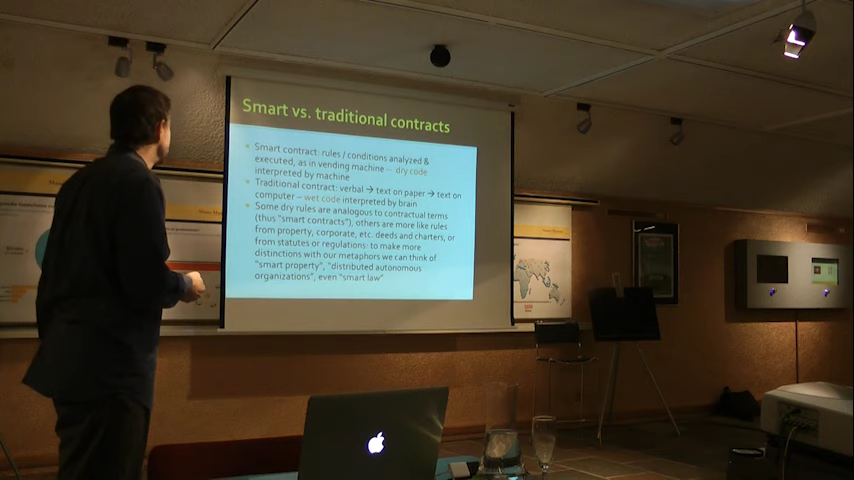 Smart vs. traditional contracts
Smart contract: rules / conditions analyzed &
executed, as in vending machine -- dry code
interpreted by machine
Traditional contract: verbal → text on paper → text on
computer – wet code interpreted by brain
Some dry rules are analogous to contractual terms
(thus "smart contracts"), others are more like rules
from property, corporate, etc. deeds and charters, or
from statutes or regulations: to make more
distinctions with our metaphors we can think of
"smart property", "distributed autonomous
organizations", even "smart law"